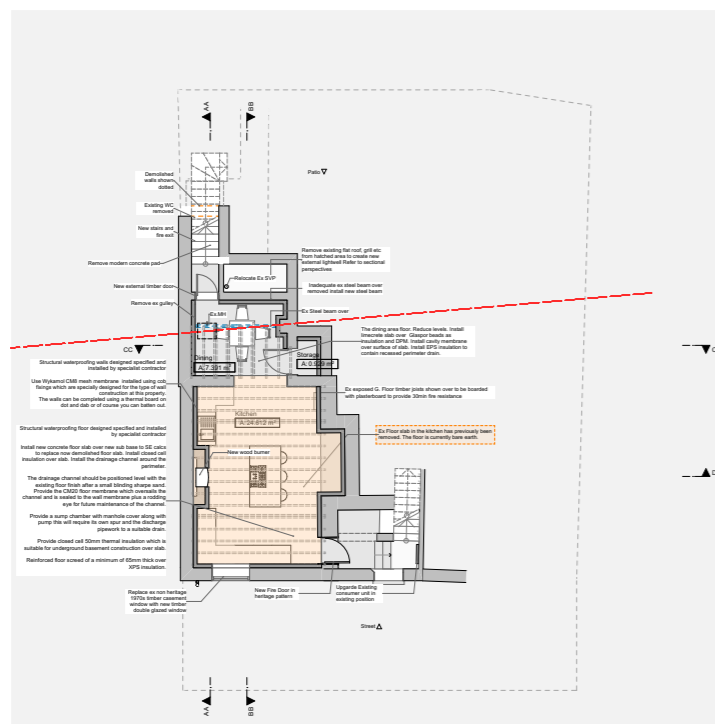 AA
BB
Demolished
walls shown
dotted
Patio
Existing WC
removed
New stairs and
fire exit
Remove modern concrete pad
Remove existing flat roof, grill etc
from hatched area to create new
external lightwell Refer to sectional
perspectives
Relocate Ex SVP
New external timber door
Inadequate ex steel beam over
removed install new steel beam
Remove ex gulley
Ex MH
Ex Steel beam over
The dining area floor. Reduce levels. Install
limecrete slab over Glaspor beads as
insulation and DPM. Install cavity membrane
over surface of slab. Install EPS insulation to
contain recessed perimeter drain.
CC
C
Dining
A: 7.391 m²
Storage
A: 0.929 m²
Structural waterproofing walls designed specified and
installed by specialist contractor
Use Wykamol CM8 mesh membrane installed using cob
fixings which are specially designed for the type of wall
construction at this property.
The walls can be completed using a thermal board on
dot and dab or of course you can batten out.
Ex exposed G. Floor timber joists shown over to be boarded
with plasterboard to provide 30min fire resistance
Kitchen
A: 24.612 m²
Structural waterproofing floor designed specified and installed
by specialist contractor
Ex Floor slab in the kitchen has previously been
removed. The floor is currently bare earth.
Install new concrete floor slab over new sub base to SE calcs
to replace now demolished floor slab. Install closed cell
insulation over slab. Install the drainage channel around the
perimeter.
New wood burner
The drainage channel should be positioned level with the
existing floor finish after a small blinding sharpe sand.
Provide the CM20 floor membrane which oversails the
channel and is sealed to the wall membrane plus a rodding
eye for future maintenance of the channel.
D
Provide a sump chamber with manhole cover along with
pump this will require its own spur and the discharge
pipework to a suitable drain.
Provide closed cell 50mm thermal insulation which is
suitable for underground basement construction over slab.
Reinforced floor screed of a minimum of 65mm thick over
XPS insulation.
Replace ex non heritage
1970s timber casement
window with new timber
double glazed window
New Fire Door in
heritage pattern
Upgarde Existing
consumer unit in
existing position
Street
AA
BB